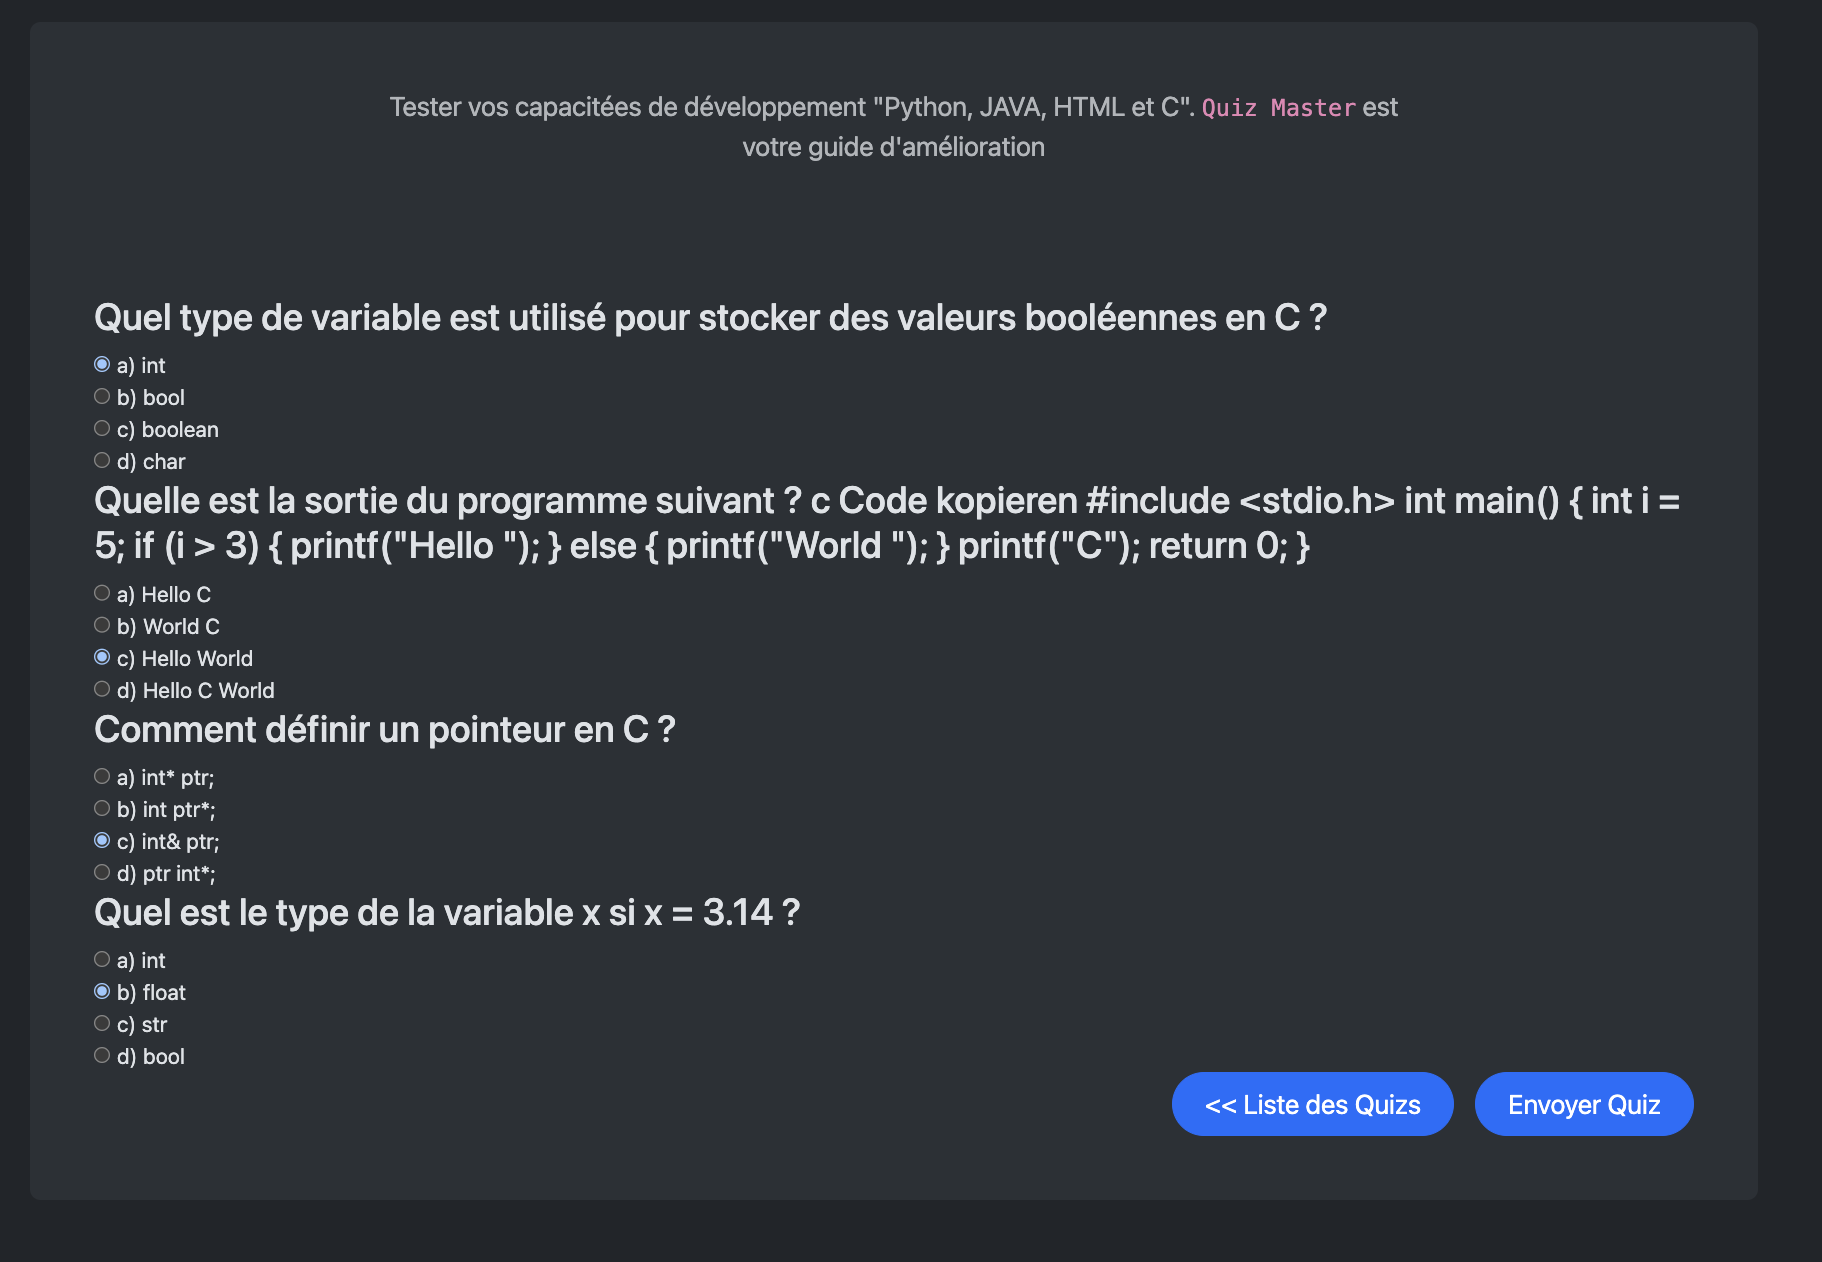 Tester vos capacitées de développement "Python, JAVA, HTML et C". Quiz Master est
votre guide d'amélioration
Quel type de variable est utilisé pour stocker des valeurs booléennes en C ?
a) int
b) bool
c) boolean
d) char
Quelle est la sortie du programme suivant ? c Code kopieren #include <stdio.h> int main() { int i =
5; if (i > 3) { printf("Hello "); } else { printf("World "); } printf("C"); return 0; }
a) Hello C
b) World C
c) Hello World
d) Hello C World
Comment définir un pointeur en C ?
a) int* ptr;
b) int ptr*;
c) int& ptr;
d) ptr int*;
Quel est le type de la variable x si x = 3.14 ?
a) int
b) float
c) str
d) bool
<< Liste des Quizs
Envoyer Quiz